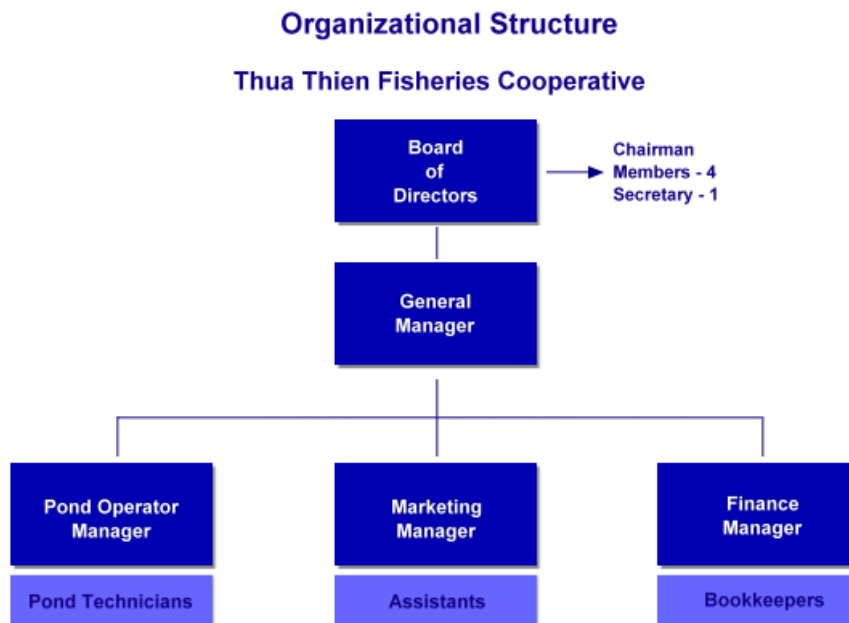 Organizational Structure
Thua Thien Fisheries Cooperative
Board
of
Directors
Chairman
Members - 4
Secretary - 1
General
Manager
Pond Operator
Manager
Marketing
Manager
Finance
Manager
Pond Technicians
Assistants
Bookkeepers